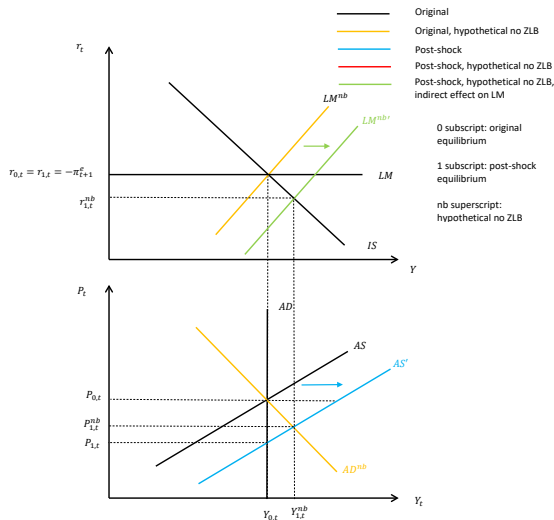 Original
Original, hypothetical no ZLB
Post-shock
Post-shock, hypothetical no ZLB
Post-shock, hypothetical no ZLB,
indirect effect on LM
0 subscript: original
equilibrium
1 subscript: post-shock
equilibrium
nb superscript:
hypothetical no ZLB
r_t
LM^{nb}
LM^{nb'}
r_{0,t} = r_{1,t} = −π^e_{t+1}
LM
r^{nb}_{1,t}
IS
Y
P_t
AD
AS
AS'
P_{0,t}
P^{nb}_{1,t}
P_{1,t}
AD^{nb}
Y_{0,t}
Y^{nb}_{1,t}
Y_t